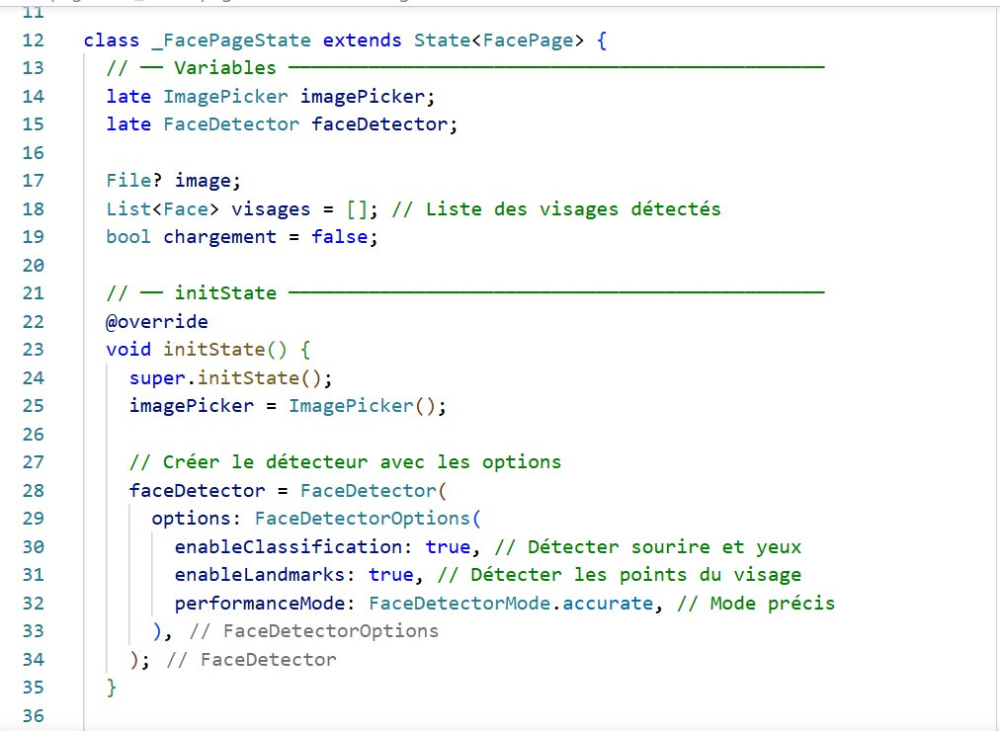 11
12 class _FacePageState extends State<FacePage> {
13 // ── Variables ───────────────────────────────────────────────
14 late ImagePicker imagePicker;
15 late FaceDetector faceDetector;
16
17 File? image;
18 List<Face> visages = []; // Liste des visages détectés
19 bool chargement = false;
20
21 // ── initState ───────────────────────────────────────────────
22 @override
23 void initState() {
24 super.initState();
25 imagePicker = ImagePicker();
26
27 // Créer le détecteur avec les options
28 faceDetector = FaceDetector(
29 options: FaceDetectorOptions(
30 enableClassification: true, // Détecter sourire et yeux
31 enableLandmarks: true, // Détecter les points du visage
32 performanceMode: FaceDetectorMode.accurate, // Mode précis
33 ), // FaceDetectorOptions
34 ); // FaceDetector
35 }
36